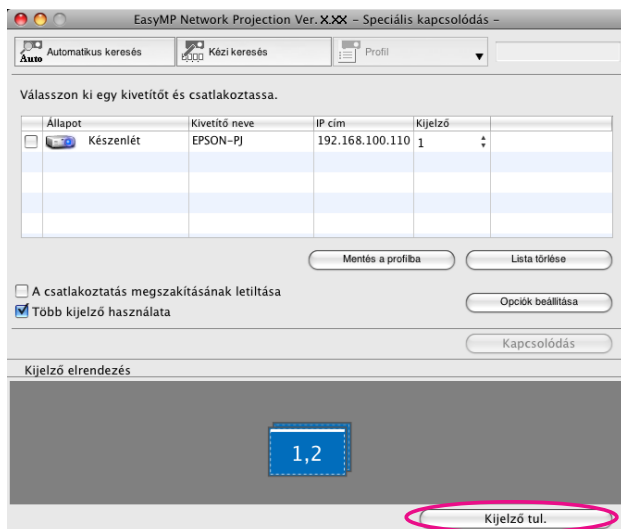 EasyMP Network Projection Ver. X.XX – Speciális kapcsolódás –
Auto Automatikus keresés Kézi keresés Profil
Válasszon ki egy kivetítőt és csatlakoztassa.
Állapot Kivetítő neve IP cím Kijelző
Készenlét EPSON-PJ 192.168.100.110 1
Mentés a profilba Lista törlése
A csatlakoztatás megszakításának letiltása
Opciók beállítása
Több kijelző használata
Kapcsolódás
Kijelző elrendezés
1,2
Kijelző tul.